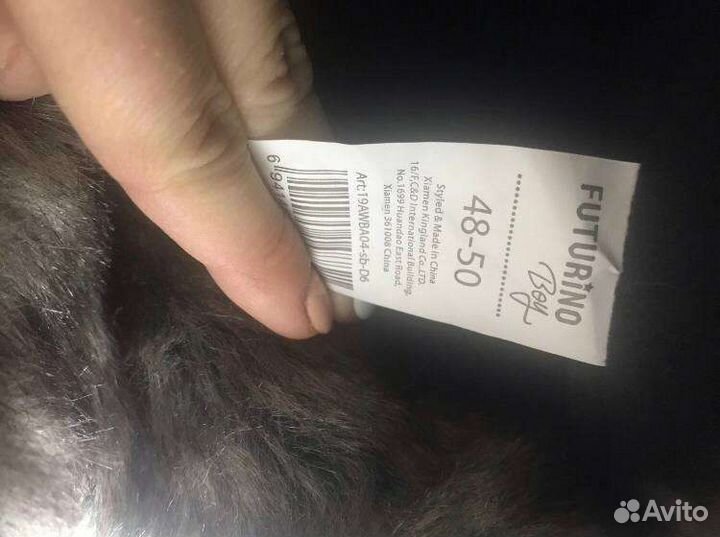 FUTURINO
Boy
48-50
Styled & Made in China
Xiamen Kingland Co.,LTD.
16/F,C&D International Building,
No.1699 Huandao East Road,
Xiamen 361008 China
Art:19AWBA04-sb-D6
Avito